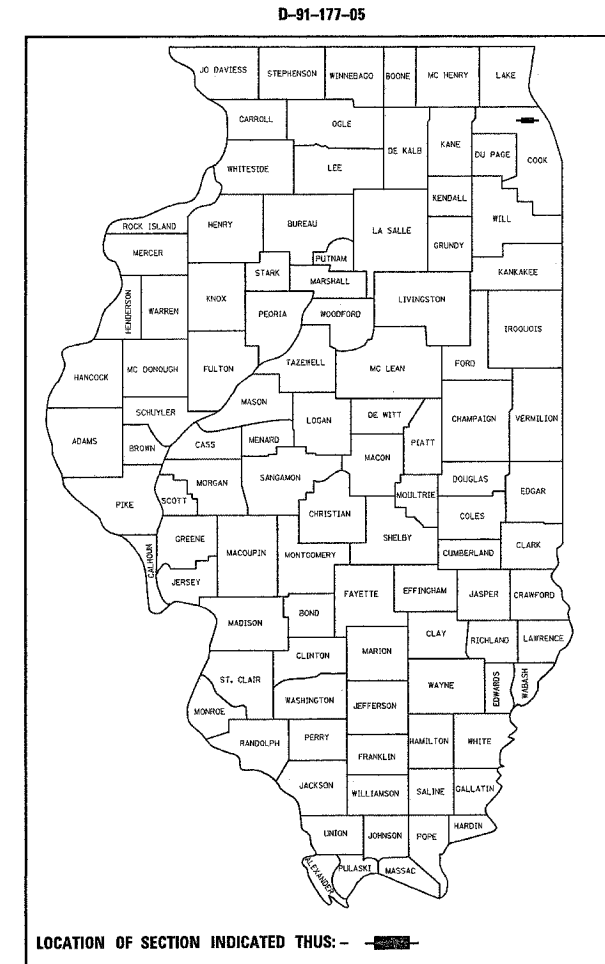 D-91-177-05
JO DAVIESS STEPHENSON WINNEBAGO BOONE MC HENRY LAKE
CARROLL OGLE DE KALB KANE DU PAGE COOK
WHITESIDE LEE KENDALL WILL
ROCK ISLAND HENRY BUREAU LA SALLE GRUNDY
MERCER PUTNAM KANKAKEE
HENDERSON WARREN KNOX STARK MARSHALL LIVINGSTON
PEORIA WOODFORD IROQUOIS
HANCOCK MC DONOUGH FULTON TAZEWELL MC LEAN FORD
SCHUYLER MASON LOGAN DE WITT CHAMPAIGN VERMILION
ADAMS BROWN CASS MENARD MACON PIATT
PIKE SCOTT MORGAN SANGAMON MOULTRIE DOUGLAS EDGAR
CHRISTIAN COLES
CALHOUN GREENE MACOUPIN MONTGOMERY SHELBY CUMBERLAND CLARK
JERSEY FAYETTE EFFINGHAM JASPER CRAWFORD
MADISON BOND CLAY RICHLAND LAWRENCE
CLINTON MARION
ST. CLAIR WAYNE EDWARDS WABASH
MONROE WASHINGTON JEFFERSON
RANDOLPH PERRY HAMILTON WHITE
FRANKLIN
JACKSON WILLIAMSON SALINE GALLATIN
UNION JOHNSON POPE HARDIN
ALEXANDER PULASKI MASSAC
LOCATION OF SECTION INDICATED THUS: -